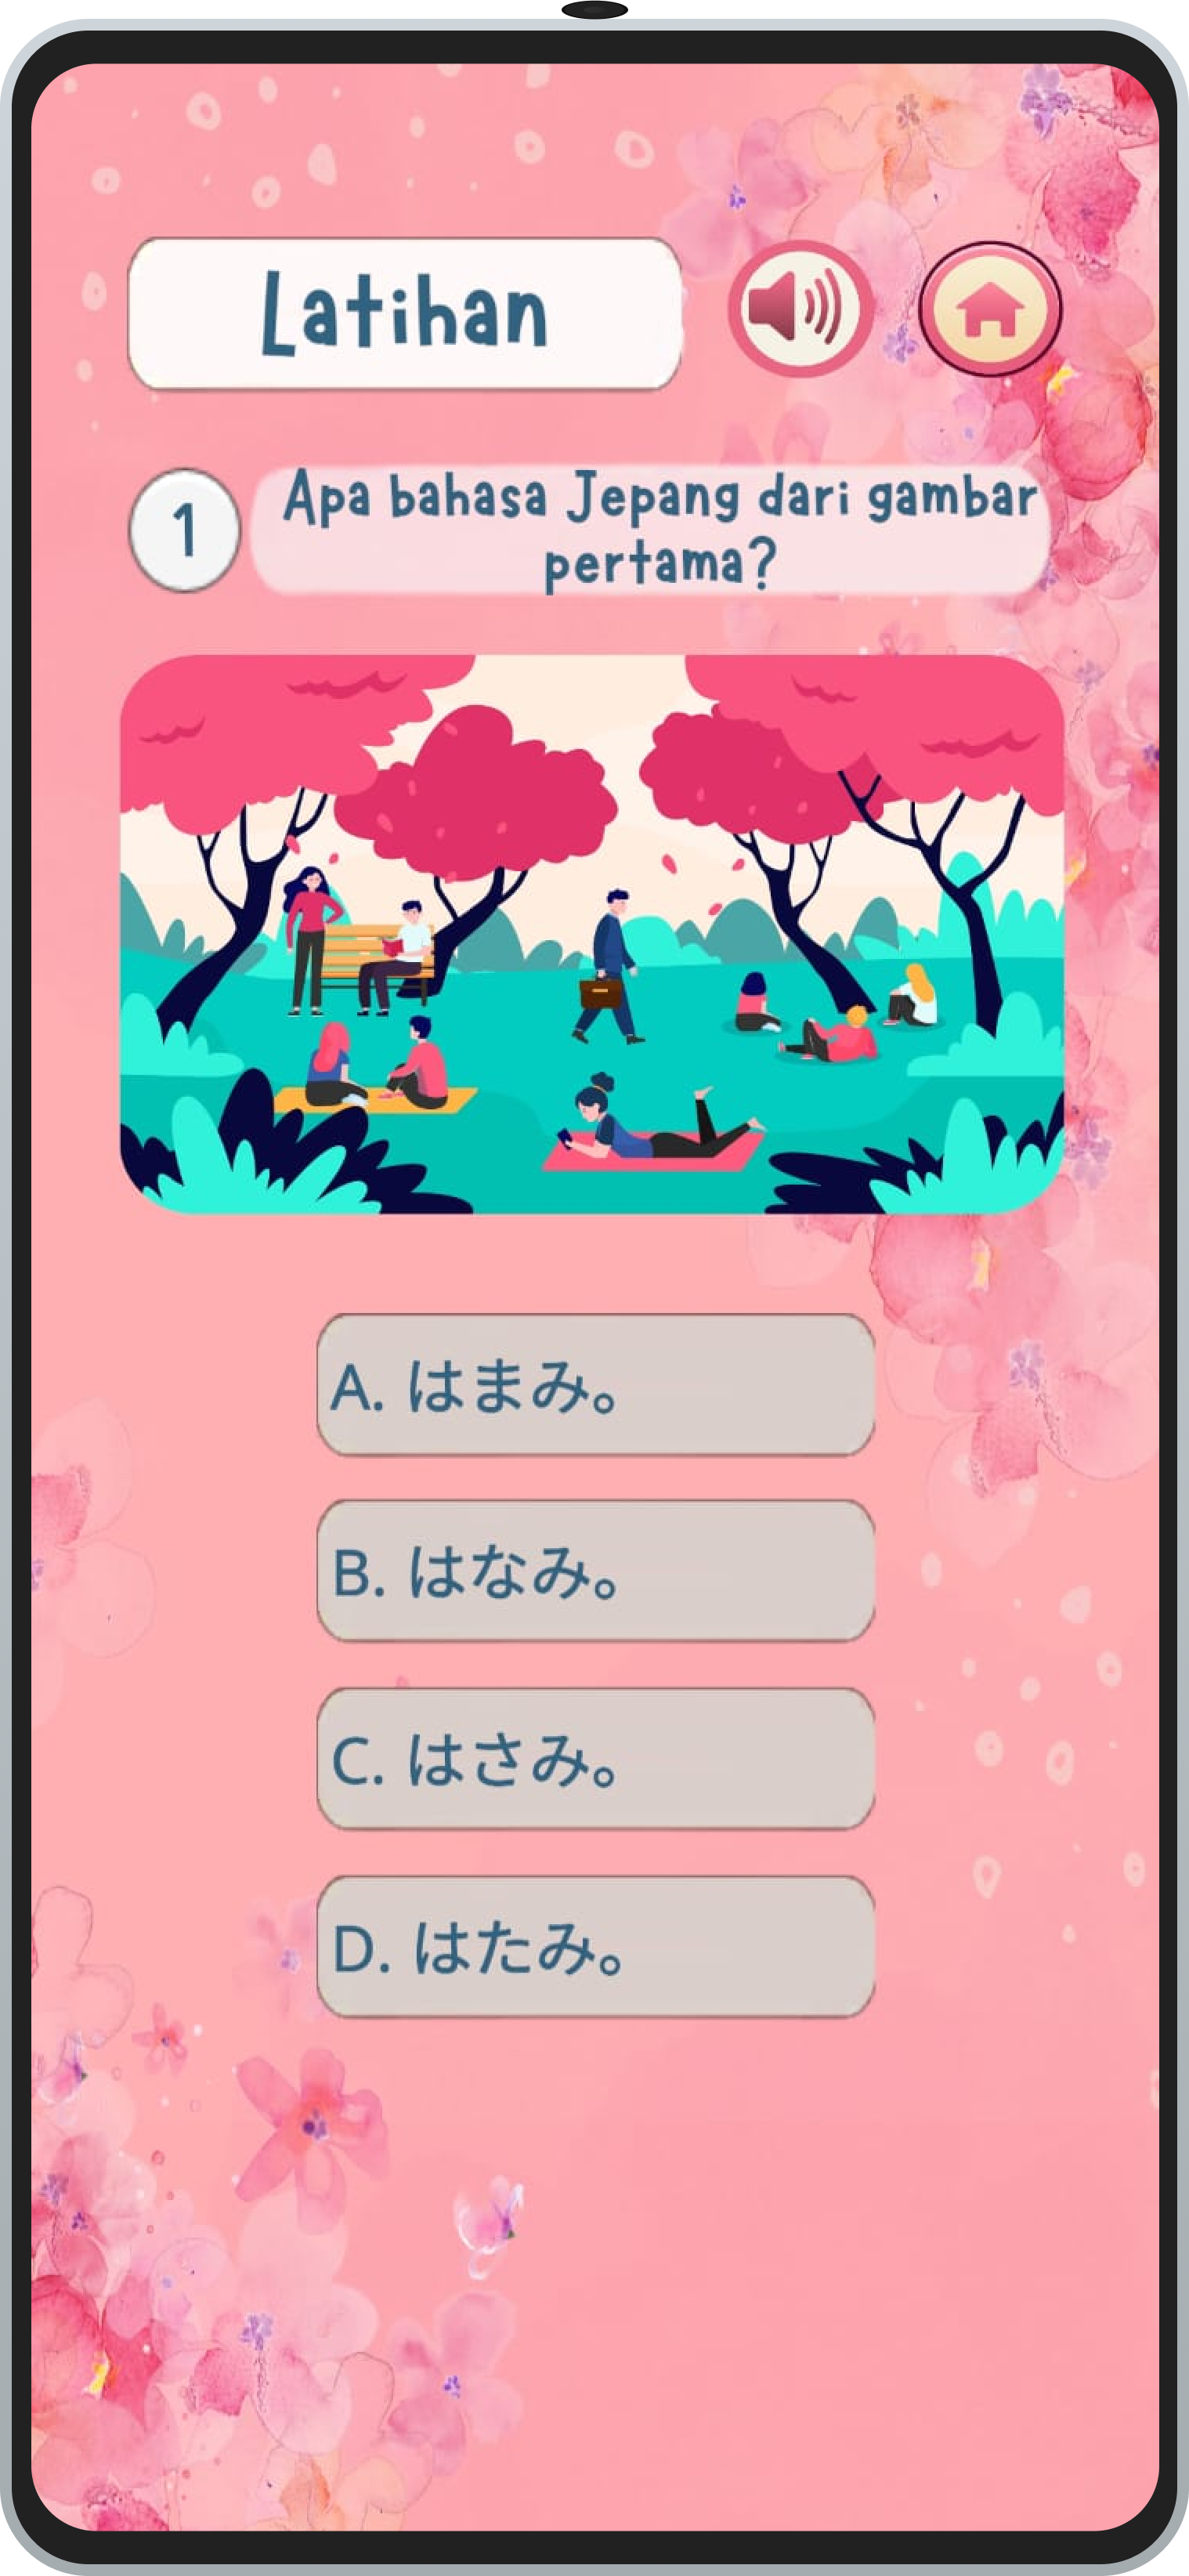 Latihan
1
Apa bahasa Jepang dari gambar
pertama?
A. はまみ。
B. はなみ。
C. はさみ。
D. はたみ。